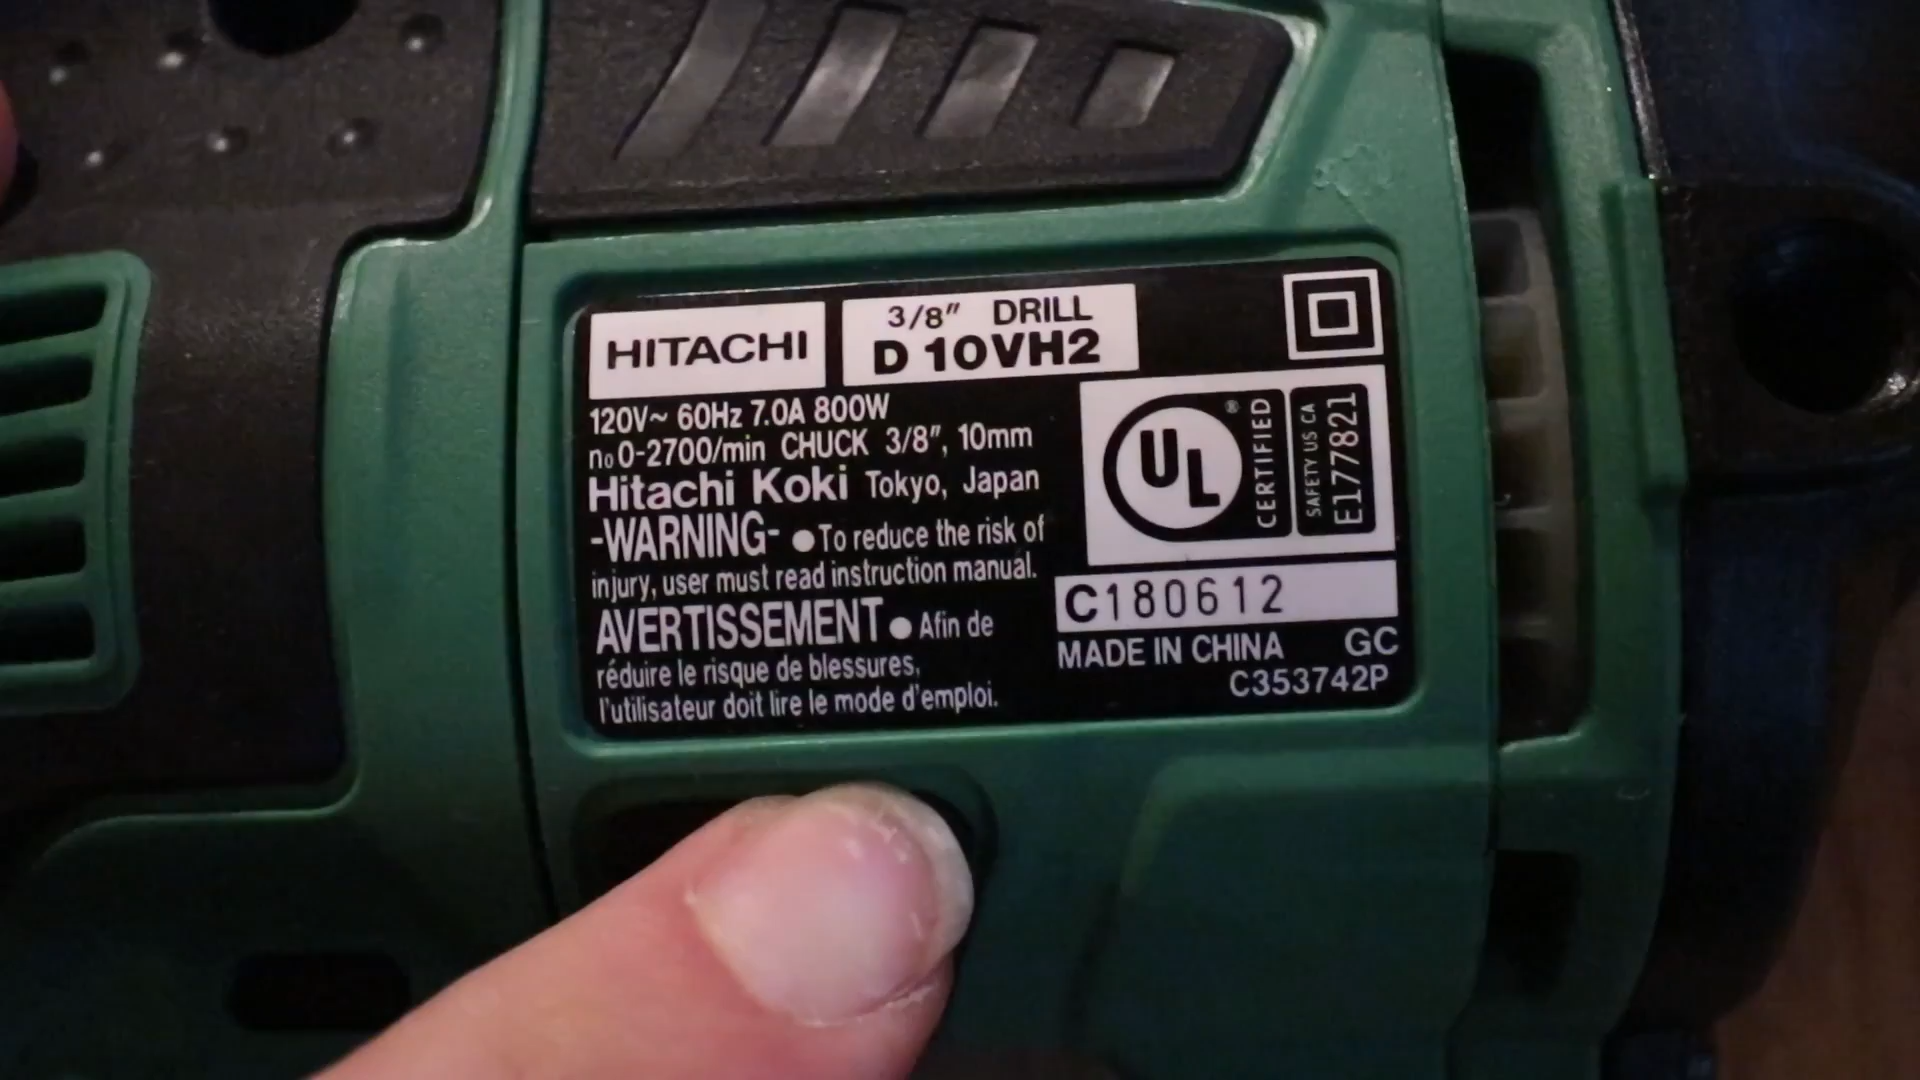 HITACHI
3/8" DRILL
D 10VH2
120V~ 60Hz 7.0A 800W
n₀0-2700/min CHUCK 3/8", 10mm
Hitachi Koki Tokyo, Japan
-WARNING- ●To reduce the risk of
injury, user must read instruction manual.
AVERTISSEMENT ● Afin de
réduire le risque de blessures,
l'utilisateur doit lire le mode d'emploi.
UL ®
CERTIFIED
SAFETY US CA
E177821
C180612
MADE IN CHINA GC
C353742P